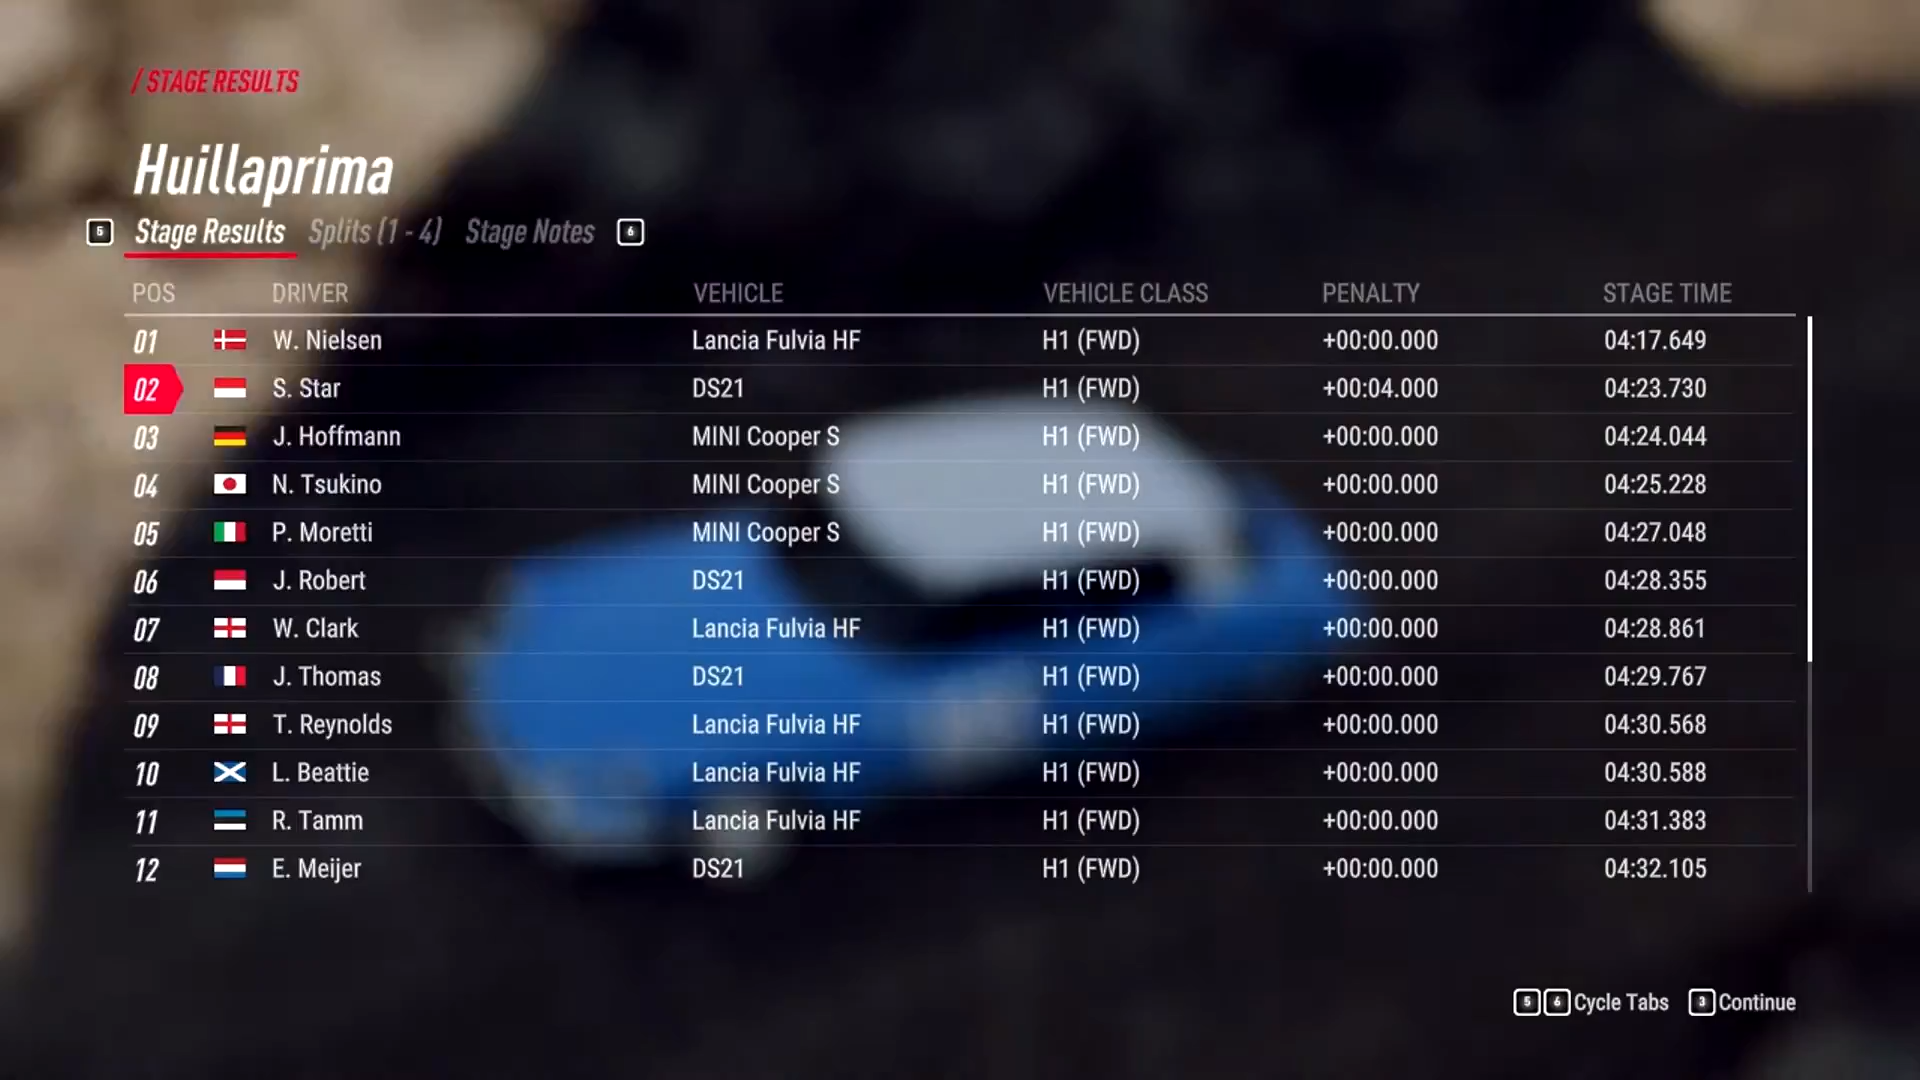 / STAGE RESULTS
Huillaprima
5 Stage Results Splits (1 - 4) Stage Notes 6
POS DRIVER VEHICLE VEHICLE CLASS PENALTY STAGE TIME
01 W. Nielsen Lancia Fulvia HF H1 (FWD) +00:00.000 04:17.649
02 S. Star DS21 H1 (FWD) +00:04.000 04:23.730
03 J. Hoffmann MINI Cooper S H1 (FWD) +00:00.000 04:24.044
04 N. Tsukino MINI Cooper S H1 (FWD) +00:00.000 04:25.228
05 P. Moretti MINI Cooper S H1 (FWD) +00:00.000 04:27.048
06 J. Robert DS21 H1 (FWD) +00:00.000 04:28.355
07 W. Clark Lancia Fulvia HF H1 (FWD) +00:00.000 04:28.861
08 J. Thomas DS21 H1 (FWD) +00:00.000 04:29.767
09 T. Reynolds Lancia Fulvia HF H1 (FWD) +00:00.000 04:30.568
10 L. Beattie Lancia Fulvia HF H1 (FWD) +00:00.000 04:30.588
11 R. Tamm Lancia Fulvia HF H1 (FWD) +00:00.000 04:31.383
12 E. Meijer DS21 H1 (FWD) +00:00.000 04:32.105
5 6 Cycle Tabs 3 Continue